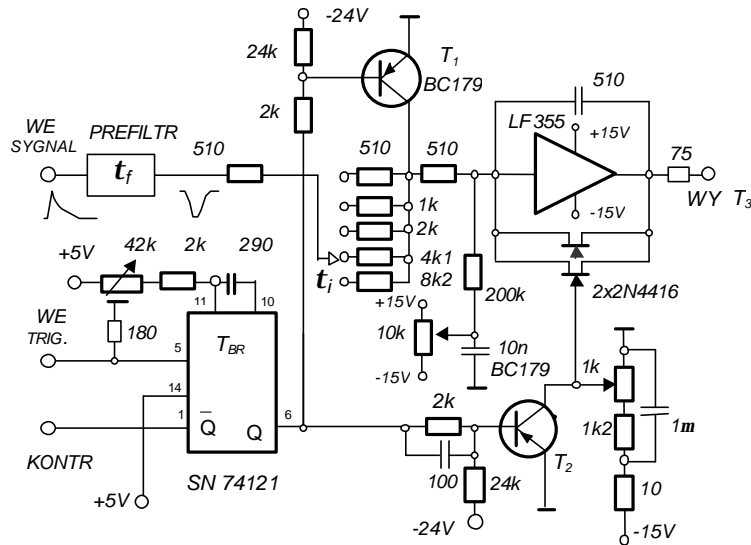 -24V
24k
T1
BC179
2k
510
WE
SYGNAL
PREFILTR
510
tf
510
510
LF 355
+15V
-15V
75
WY T3
1k
2k
4k1
8k2
ti
+5V
42k
2k
290
11
10
180
WE
TRIG.
5
TBR
14
1
Q
Q
6
KONTR
+5V
SN 74121
200k
+15V
10k
-15V
10n
BC179
2x2N4416
2k
100
24k
-24V
T2
1k
1k2
1m
10
-15V